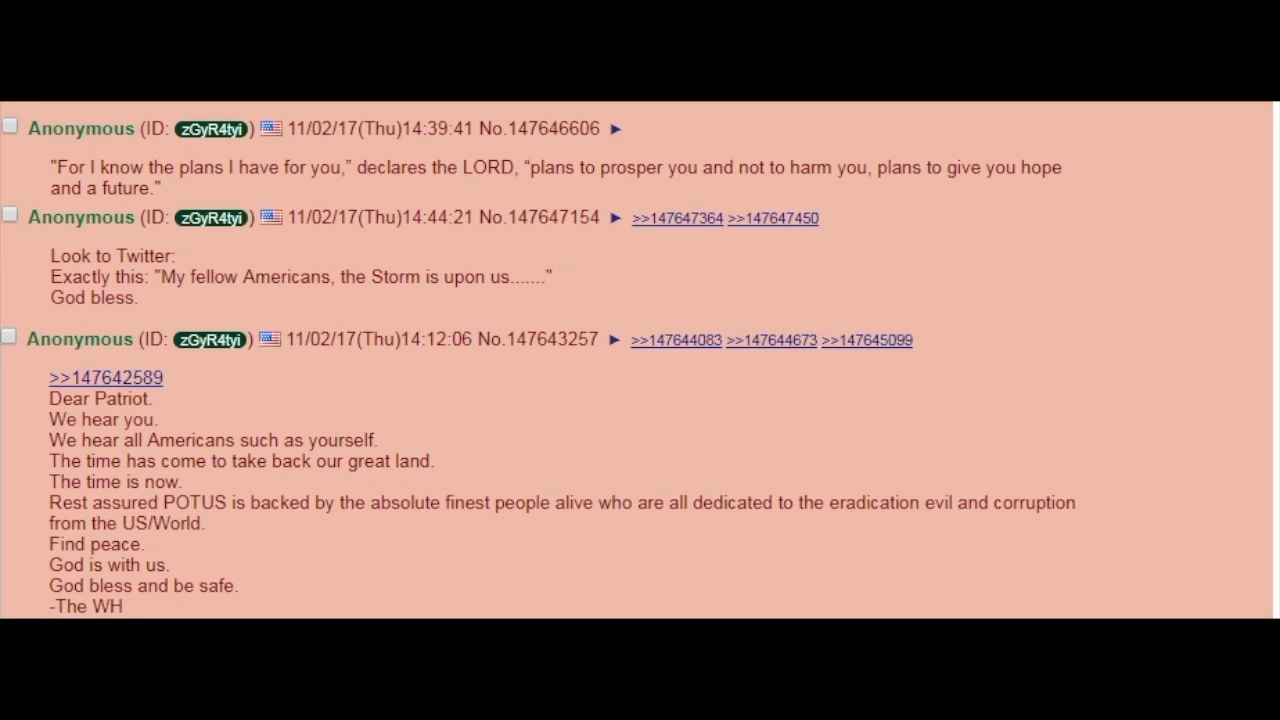 Anonymous (ID: zGyR4tyi) 11/02/17(Thu)14:39:41 No.147646606 ►
"For I know the plans I have for you,” declares the LORD, “plans to prosper you and not to harm you, plans to give you hope
and a future."
Anonymous (ID: zGyR4tyi) 11/02/17(Thu)14:44:21 No.147647154 ► >>147647364 >>147647450
Look to Twitter:
Exactly this: "My fellow Americans, the Storm is upon us......."
God bless.
Anonymous (ID: zGyR4tyi) 11/02/17(Thu)14:12:06 No.147643257 ► >>147644083 >>147644673 >>147645099
>>147642589
Dear Patriot.
We hear you.
We hear all Americans such as yourself.
The time has come to take back our great land.
The time is now.
Rest assured POTUS is backed by the absolute finest people alive who are all dedicated to the eradication evil and corruption
from the US/World.
Find peace.
God is with us.
God bless and be safe.
-The WH